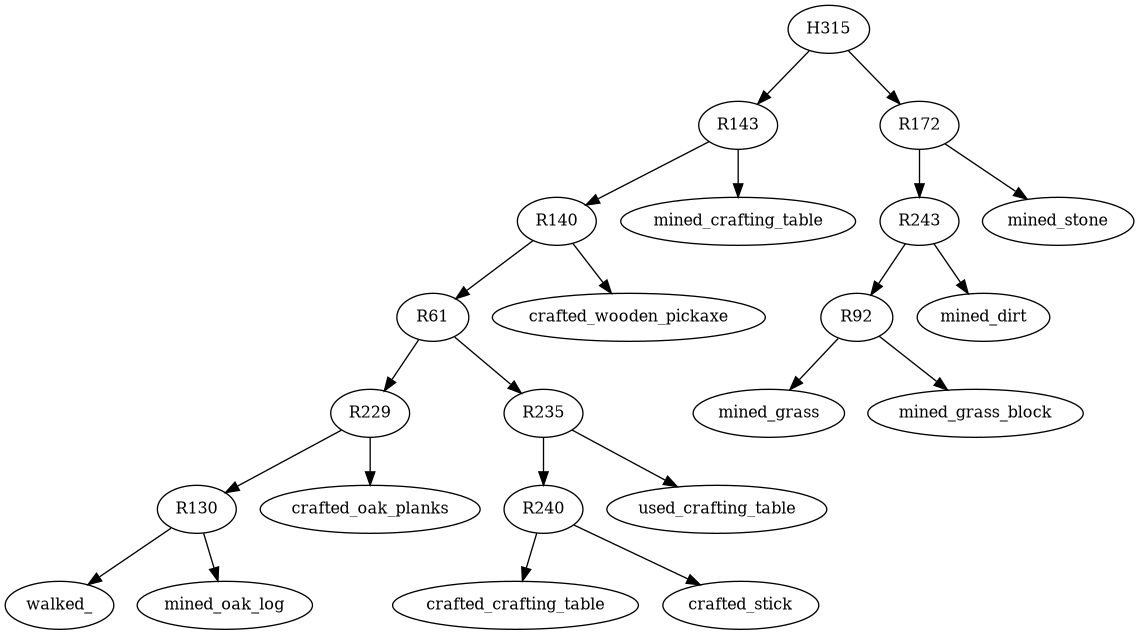 H315
R143
R172
R140
mined_crafting_table
R243
mined_stone
R61
crafted_wooden_pickaxe
R92
mined_dirt
R229
R235
mined_grass
mined_grass_block
R130
crafted_oak_planks
R240
used_crafting_table
walked_
mined_oak_log
crafted_crafting_table
crafted_stick